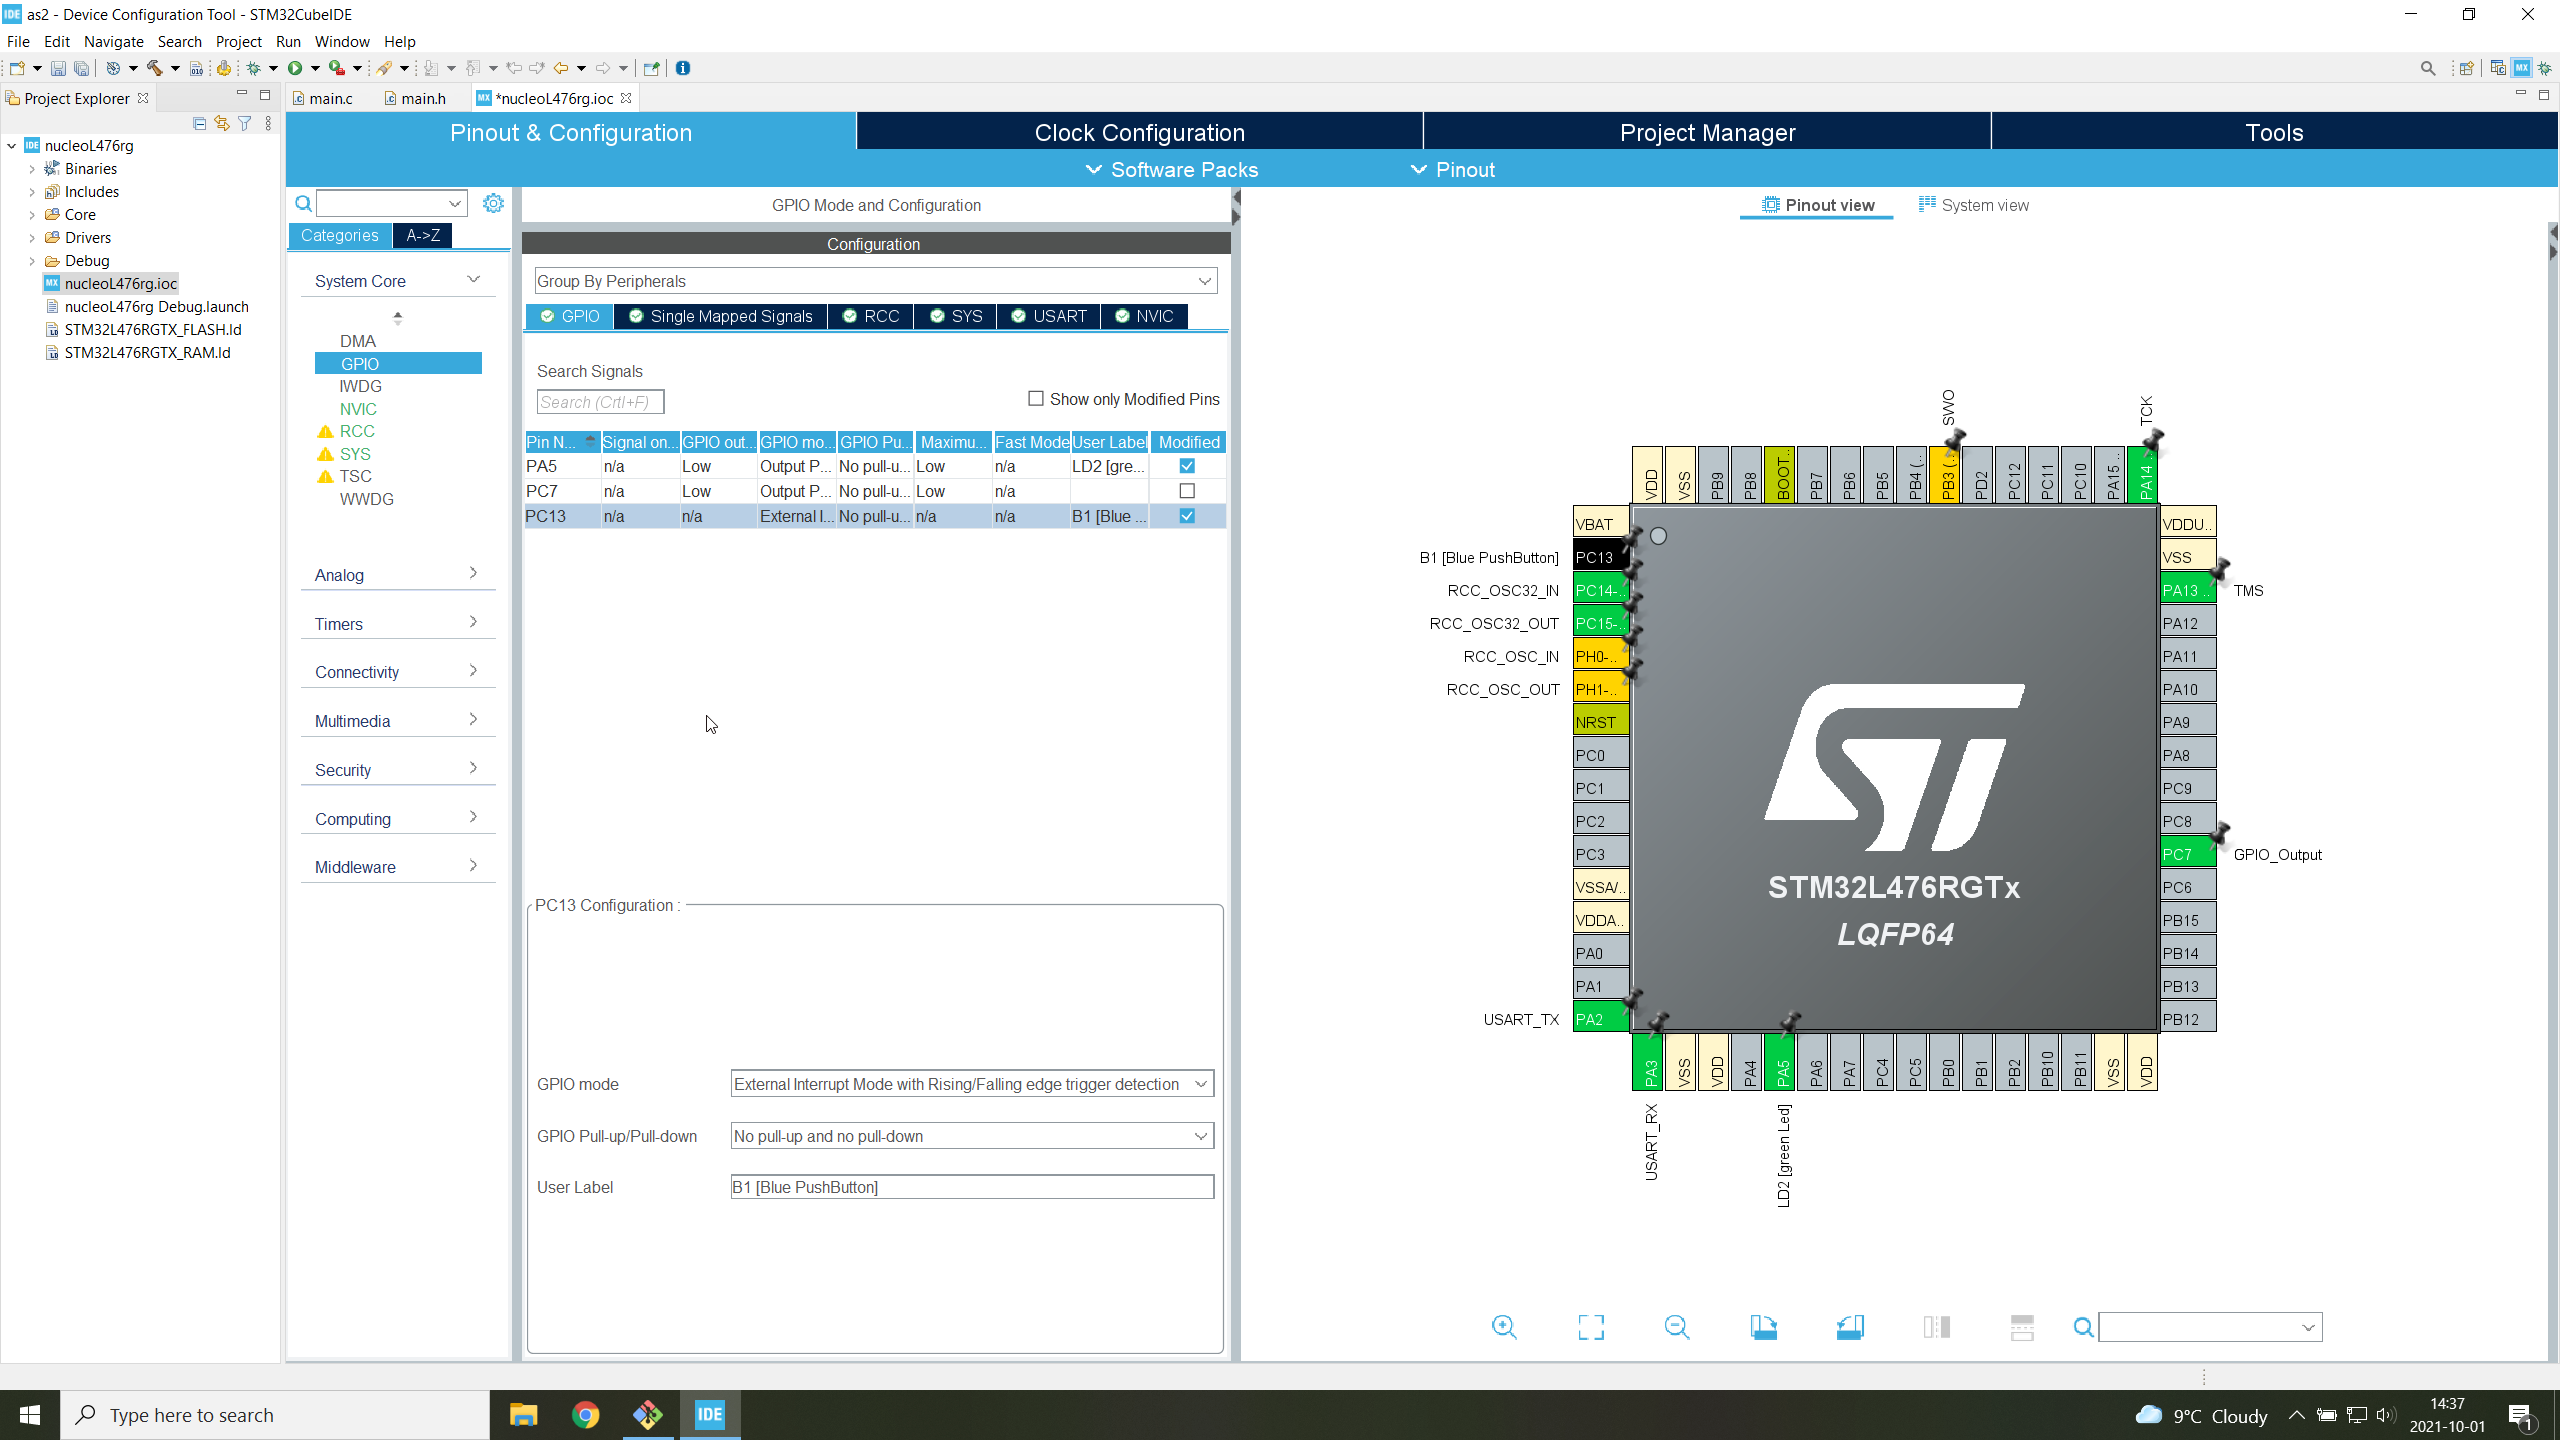 as2 - Device Configuration Tool - STM32CubeIDE
File Edit Navigate Search Project Run Window Help
Project Explorer
main.c main.h *nucleoL476rg.ioc
nucleoL476rg
Binaries
Includes
Core
Drivers
Debug
nucleoL476rg.ioc
nucleoL476rg Debug.launch
STM32L476RGTX_FLASH.ld
STM32L476RGTX_RAM.ld
Pinout & Configuration Clock Configuration Project Manager Tools
Software Packs Pinout
Categories A->Z
System Core
DMA
GPIO
IWDG
NVIC
RCC
SYS
TSC
WWDG
Analog
Timers
Connectivity
Multimedia
Security
Computing
Middleware
GPIO Mode and Configuration
Configuration
Group By Peripherals
GPIO Single Mapped Signals RCC SYS USART NVIC
Search Signals
Search (CrtI+F) Show only Modified Pins
Pin N... Signal on... GPIO out... GPIO mo... GPIO Pu... Maximu... Fast Mode User Label Modified
PA5 n/a Low Output P... No pull-u... Low n/a LD2 [gre...
PC7 n/a Low Output P... No pull-u... Low n/a
PC13 n/a n/a External I... No pull-u... n/a n/a B1 [Blue ...
PC13 Configuration :
GPIO mode External Interrupt Mode with Rising/Falling edge trigger detection
GPIO Pull-up/Pull-down No pull-up and no pull-down
User Label B1 [Blue PushButton]
Pinout view System view
SWO TCK
VDD VSS PB9 PB8 BOOT.. PB7 PB6 PB5 PB4 (.. PB3 (.. PD2 PC12 PC11 PC10 PA15 .. PA14 ..
VBAT
B1 [Blue PushButton] PC13
RCC_OSC32_IN PC14-..
RCC_OSC32_OUT PC15-..
RCC_OSC_IN PH0-..
RCC_OSC_OUT PH1-..
NRST
PC0
PC1
PC2
PC3
VSSA/..
VDDA..
PA0
PA1
USART_TX PA2
VDDU..
VSS
PA13 .. TMS
PA12
PA11
PA10
PA9
PA8
PC9
PC8
PC7 GPIO_Output
PC6
PB15
PB14
PB13
PB12
ST
STM32L476RGTx
LQFP64
PA3 VSS VDD PA4 PA5 PA6 PA7 PC4 PC5 PB0 PB1 PB2 PB10 PB11 VSS VDD
USART_RX LD2 [green Led]
Type here to search
IDE
9°C Cloudy
14:37
2021-10-01
1